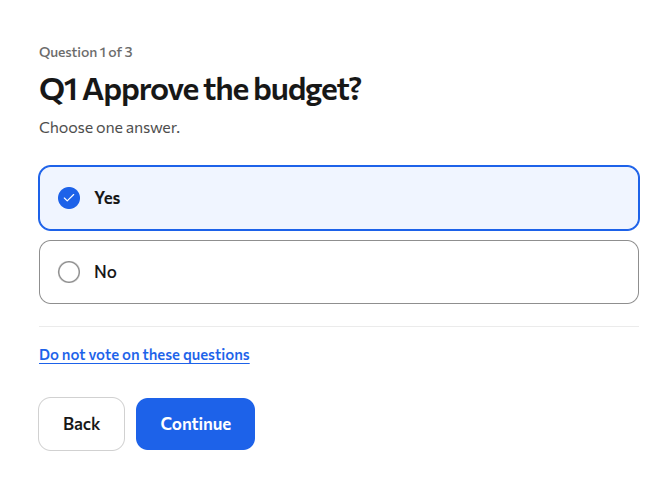 Question 1 of 3
Q1 Approve the budget?
Choose one answer.
Yes
No
Do not vote on these questions
Back
Continue